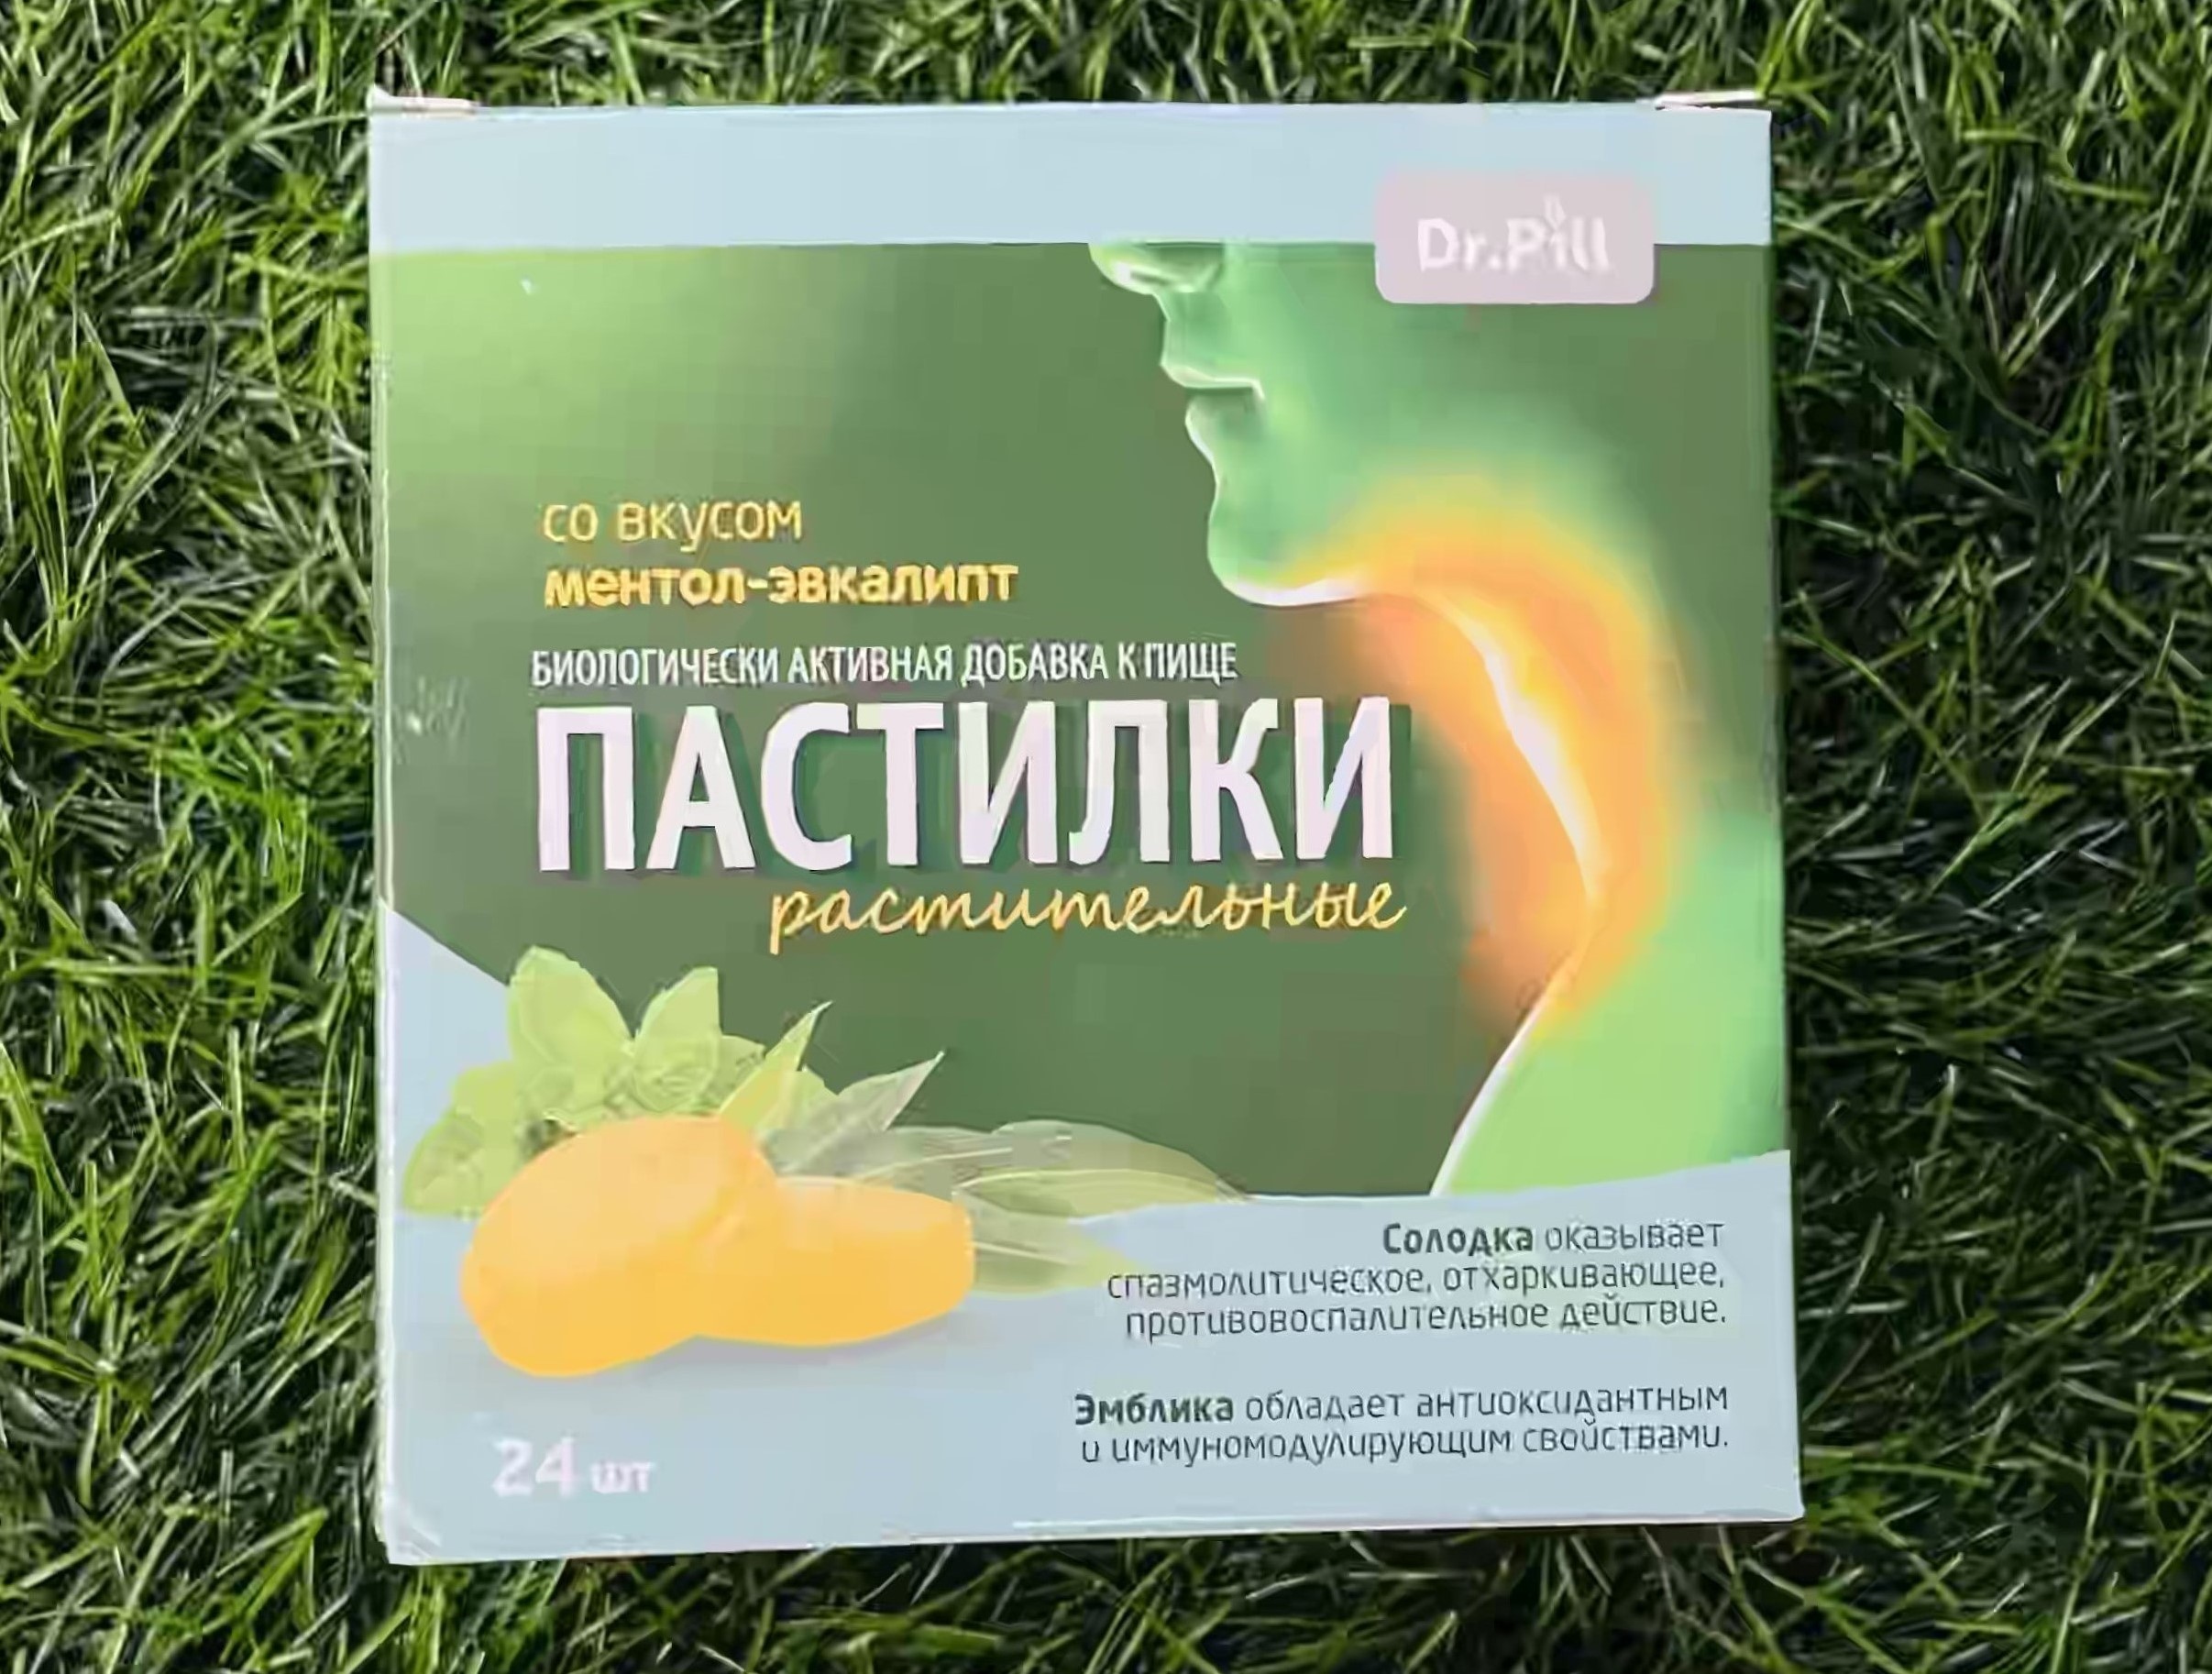 Dr.Pill
со вкусом
ментол-эвкалипт
БИОЛОГИЧЕСКИ АКТИВНАЯ ДОБАВКА К ПИЩЕ
ПАСТИЛКИ
растительные
Солодка оказывает
спазмолитическое, отхаркивающее,
противовоспалительное действие.
Эмблика обладает антиоксидантным
и иммуномодулирующим свойствами.
24 шт